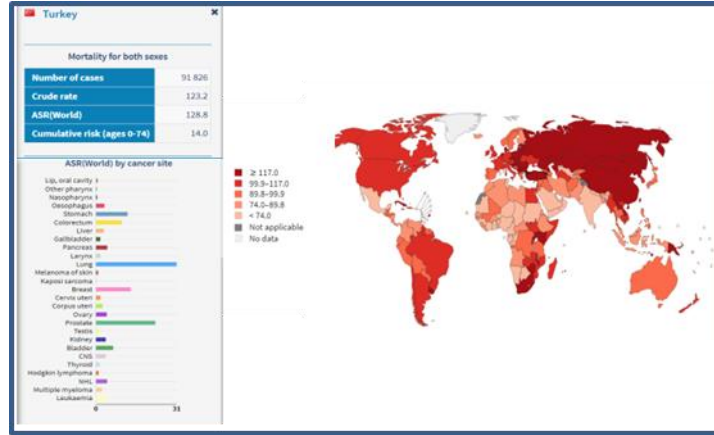 Turkey
Mortality for both sexes
Number of cases 91 826
Crude rate 123.2
ASR(World) 128.8
Cumulative risk (ages 0-74) 14.0
ASR(World) by cancer site
Lip, oral cavity
Other pharynx
Nasopharynx
Oesophagus
Stomach
Colorectum
Liver
Gallbladder
Pancreas
Larynx
Lung
Melanoma of skin
Kaposi sarcoma
Breast
Cervix uteri
Corpus uteri
Ovary
Prostate
Testis
Kidney
Bladder
CNS
Thyroid
Hodgkin lymphoma
NHL
Multiple myeloma
Leukaemia
0 31
≥ 117.0
99.9–117.0
89.8–99.9
74.0–89.8
< 74.0
Not applicable
No data